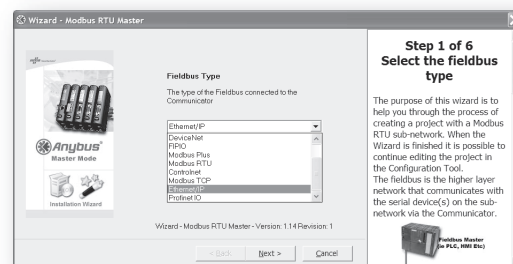 Wizard - Modbus RTU Master
Fieldbus Type
The type of the Fieldbus connected to the
Communicator
Ethernet/IP
DeviceNet
FIPIO
Modbus Plus
Modbus RTU
Controlnet
Modbus TCP
Ethernet/IP
Profinet IO
Anybus®
Master Mode
Installation Wizard
Wizard - Modbus RTU Master - Version: 1.14 Revision: 1
< Back
Next >
Cancel
Step 1 of 6
Select the fieldbus
type
The purpose of this wizard is to
help you through the process of
creating a project with a Modbus
RTU sub-network. When the
Wizard is finished it is possible to
continue editing the project in
the Configuration Tool.
The fieldbus is the higher layer
network that communicates with
the serial device(s) on the sub-
network via the Communicator.
Fieldbus Master
(ie PLC, HMI Etc)